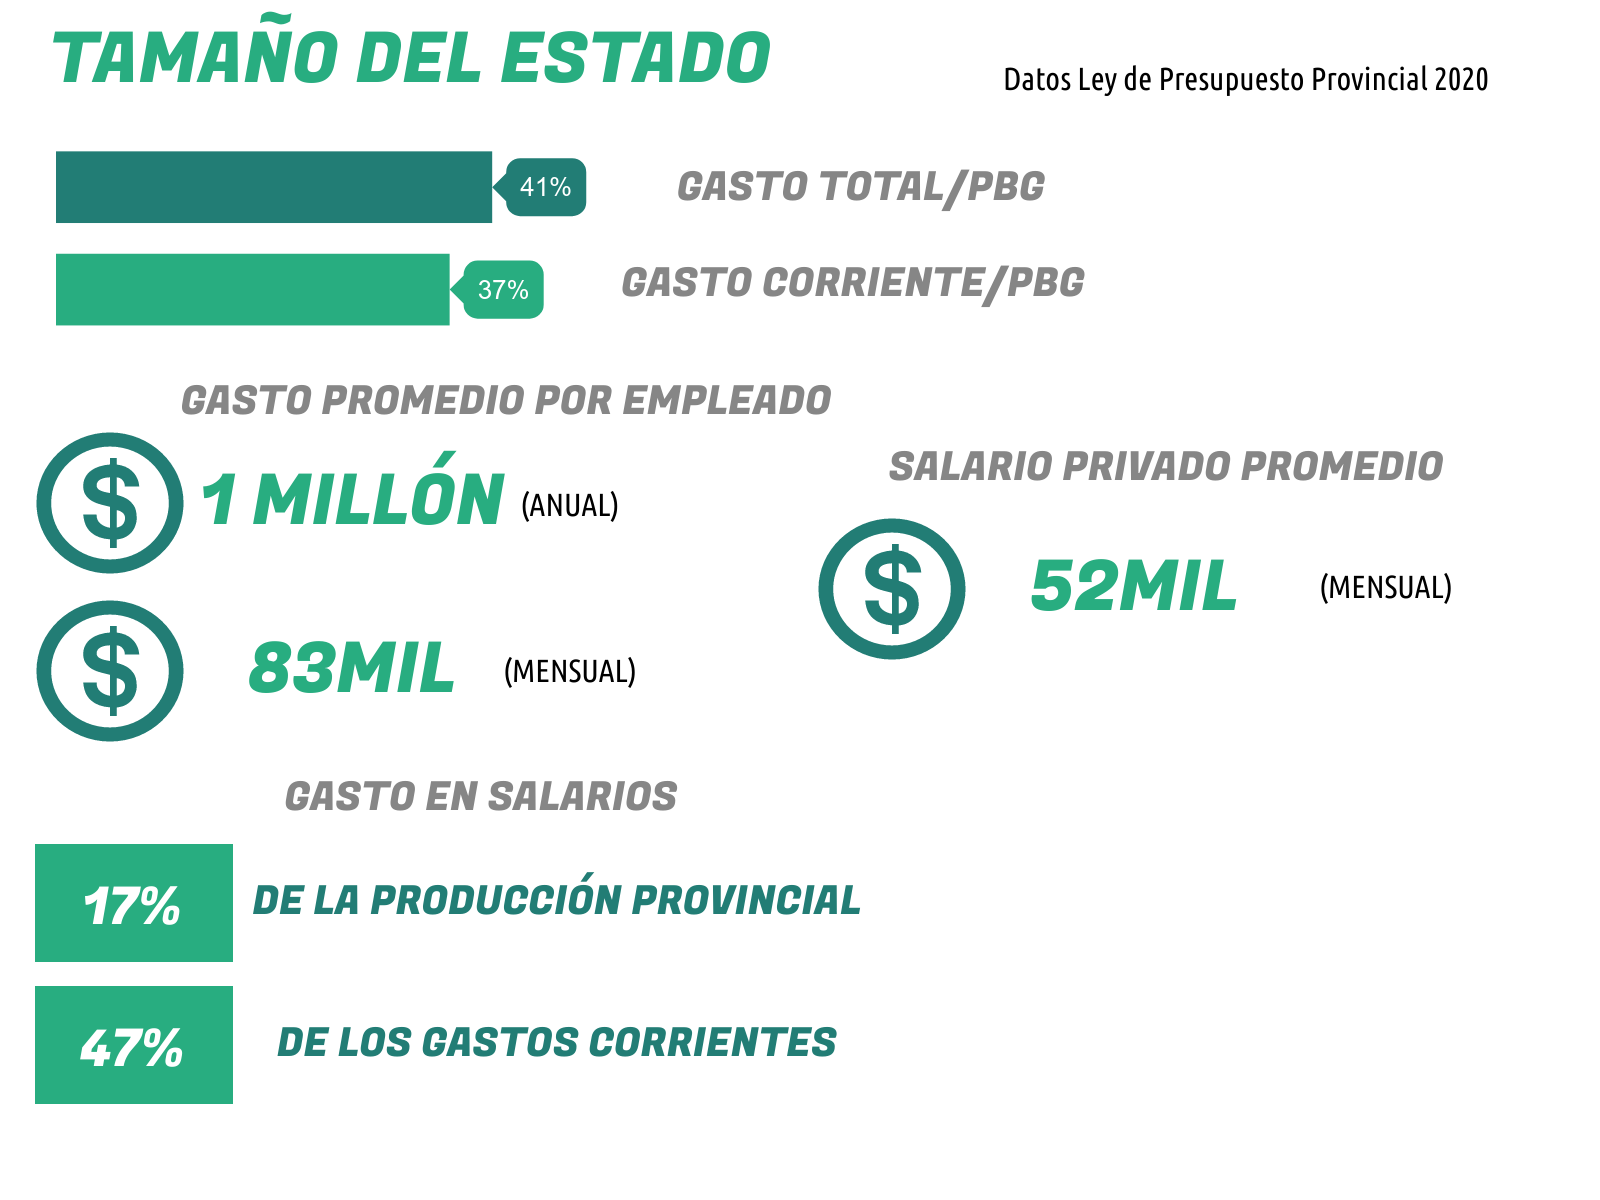 TAMAÑO DEL ESTADO
Datos Ley de Presupuesto Provincial 2020
41%
GASTO TOTAL/PBG
37%
GASTO CORRIENTE/PBG
GASTO PROMEDIO POR EMPLEADO
$ 1 MILLÓN (ANUAL)
$ 83MIL (MENSUAL)
SALARIO PRIVADO PROMEDIO
$ 52MIL (MENSUAL)
GASTO EN SALARIOS
17% DE LA PRODUCCIÓN PROVINCIAL
47% DE LOS GASTOS CORRIENTES